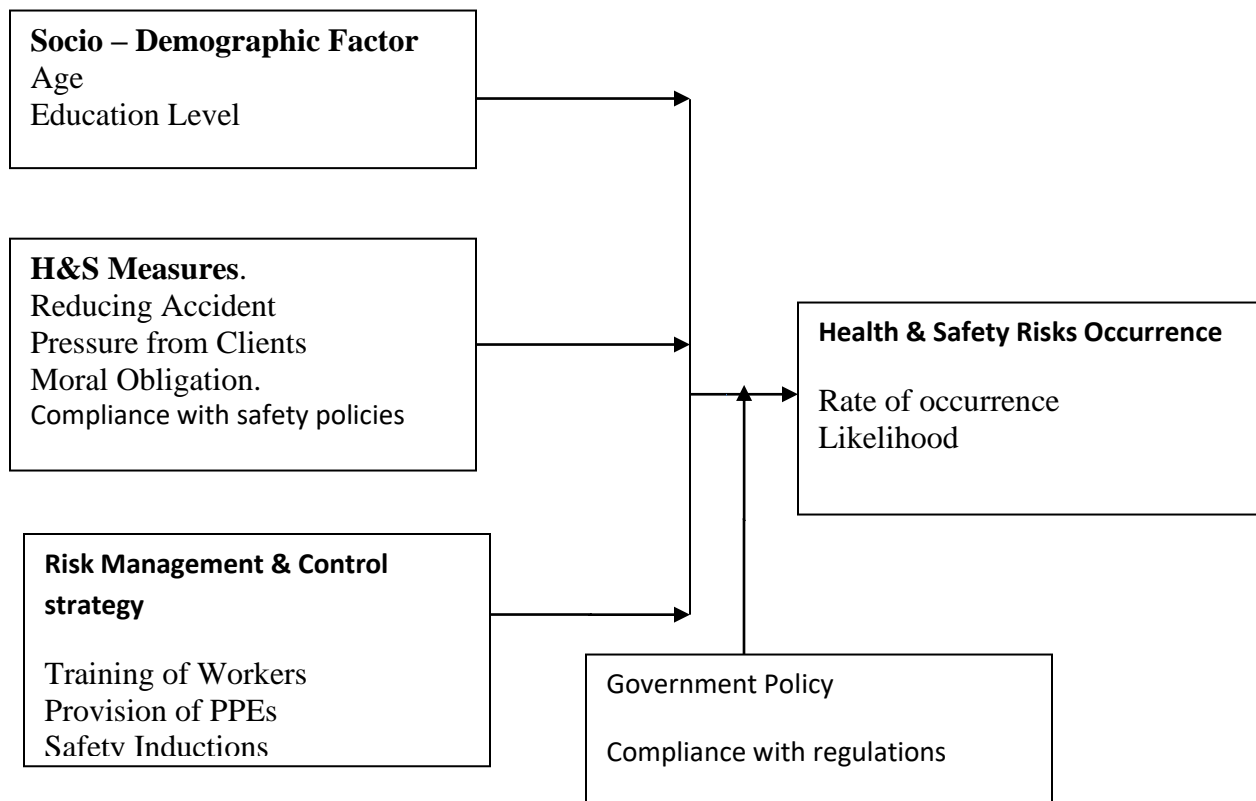 Socio – Demographic Factor
Age
Education Level
H&S Measures.
Reducing Accident
Pressure from Clients
Moral Obligation.
Compliance with safety policies
Health & Safety Risks Occurrence
Rate of occurrence
Likelihood
Risk Management & Control
strategy
Training of Workers
Provision of PPEs
Safety Inductions
Government Policy
Compliance with regulations